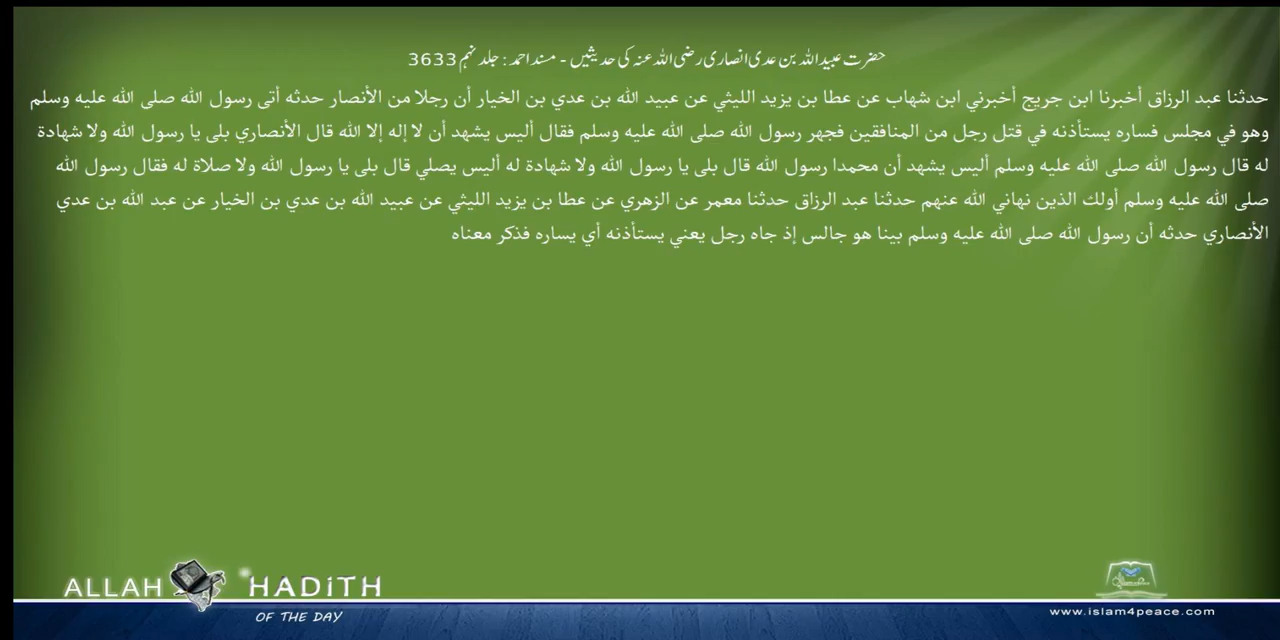 حضرت عبیداللہ بن عدی انصاری رضی اللہ عنہ کی حدیثیں - مسند احمد : جلد نہم 3633
حدثنا عبد الرزاق أخبرنا ابن جريج أخبرني ابن شهاب عن عطا بن يزيد الليثي عن عبيد الله بن عدي بن الخيار أن رجلا من الأنصار حدثه أتى رسول الله صلى الله عليه وسلم
وهو في مجلس فساره يستأذنه في قتل رجل من المنافقين فجهر رسول الله صلى الله عليه وسلم فقال أليس يشهد أن لا إله إلا الله قال الأنصاري بلى يا رسول الله ولا شهادة
له قال رسول الله صلى الله عليه وسلم أليس يشهد أن محمدا رسول الله قال بلى يا رسول الله ولا شهادة له أليس يصلي قال بلى يا رسول الله ولا صلاة له فقال رسول الله
صلى الله عليه وسلم أولك الذين نهاني الله عنهم حدثنا عبد الرزاق حدثنا معمر عن الزهري عن عطا بن يزيد الليثي عن عبيد الله بن عدي بن الخيار عن عبد الله بن عدي
الأنصاري حدثه أن رسول الله صلى الله عليه وسلم بينا هو جالس إذ جاه رجل يعني يستأذنه أي يساره فذكر معناه
ALLAH HADITH
OF THE DAY
www.islam4peace.com